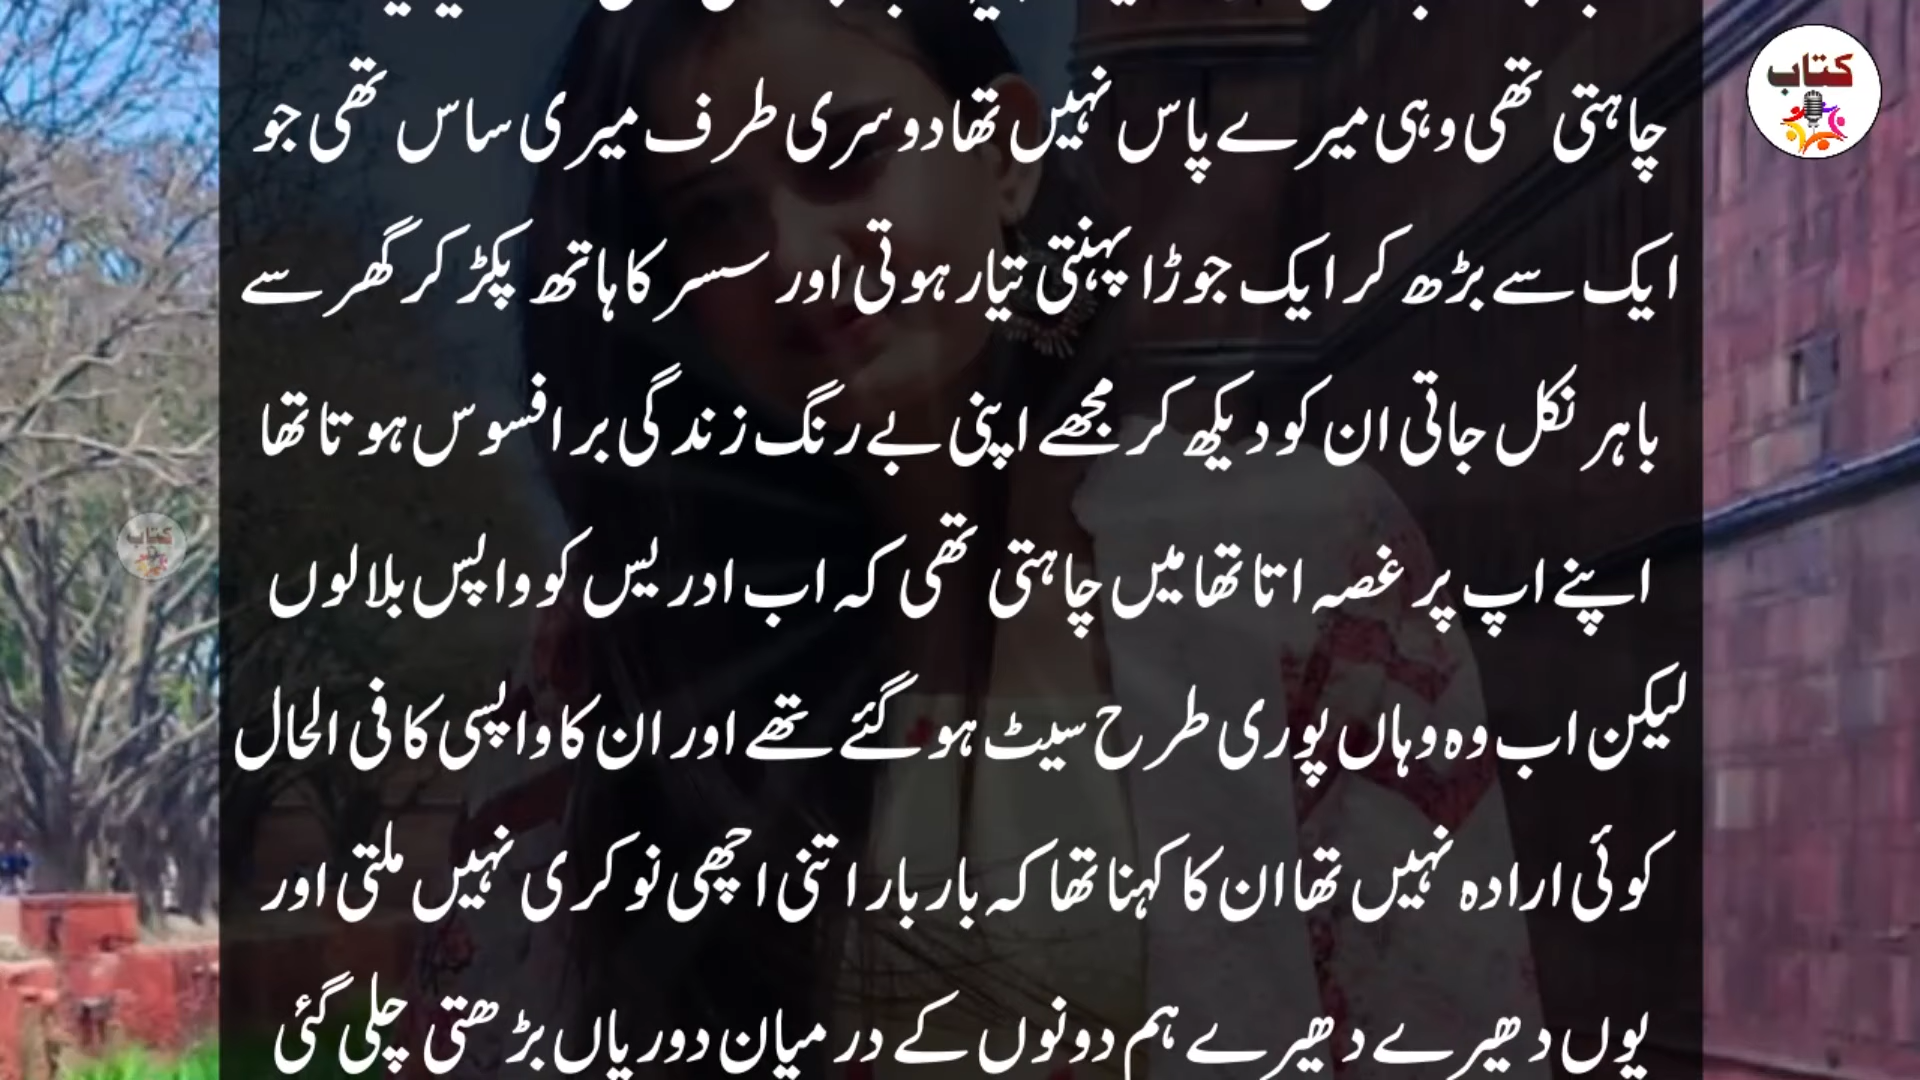 چاہتی تھی وہی میرے پاس نہیں تھا دوسری طرف میری ساس تھی جو
ایک سے بڑھ کر ایک جوڑا پہنتی تیار ہوتی اور سسر کا ہاتھ پکڑ کر گھر سے
باہر نکل جاتی ان کو دیکھ کر مجھے اپنی بے رنگ زندگی بر افسوس ہوتا تھا
اپنے اپ پر غصہ اتا تھا میں چاہتی تھی کہ اب ادریس کو واپس بلا لوں
لیکن اب وہ وہاں پوری طرح سیٹ ہو گئے تھے اور ان کا واپسی کا فی الحال
کوئی ارادہ نہیں تھا ان کا کہنا تھا کہ بار بار اتنی اچھی نوکری نہیں ملتی اور
یوں دھیرے دھیرے ہم دونوں کے درمیان دوریاں بڑھتی چلی گئی
کتاب
کتاب